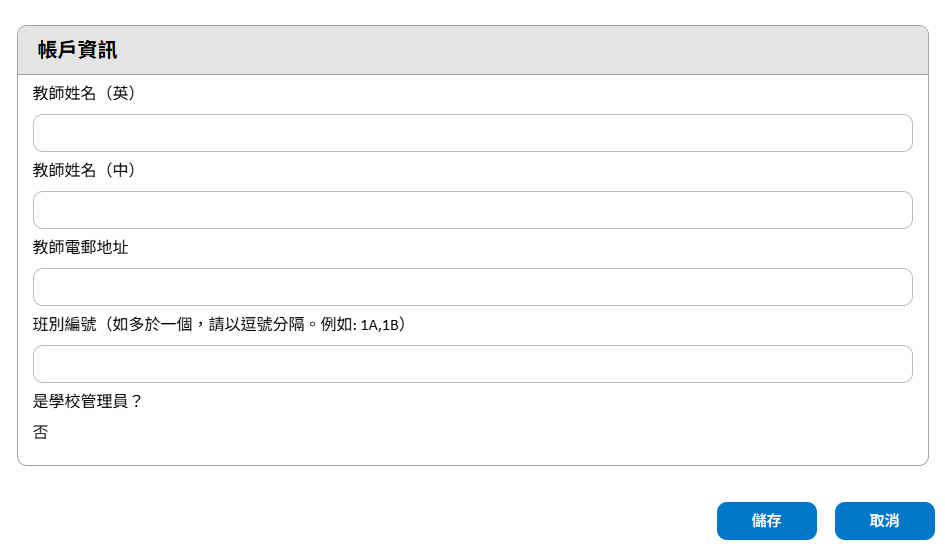 帳戶資訊
教師姓名（英）
教師姓名（中）
教師電郵地址
班別編號（如多於一個，請以逗號分隔。例如: 1A,1B）
是學校管理員？
否
儲存
取消